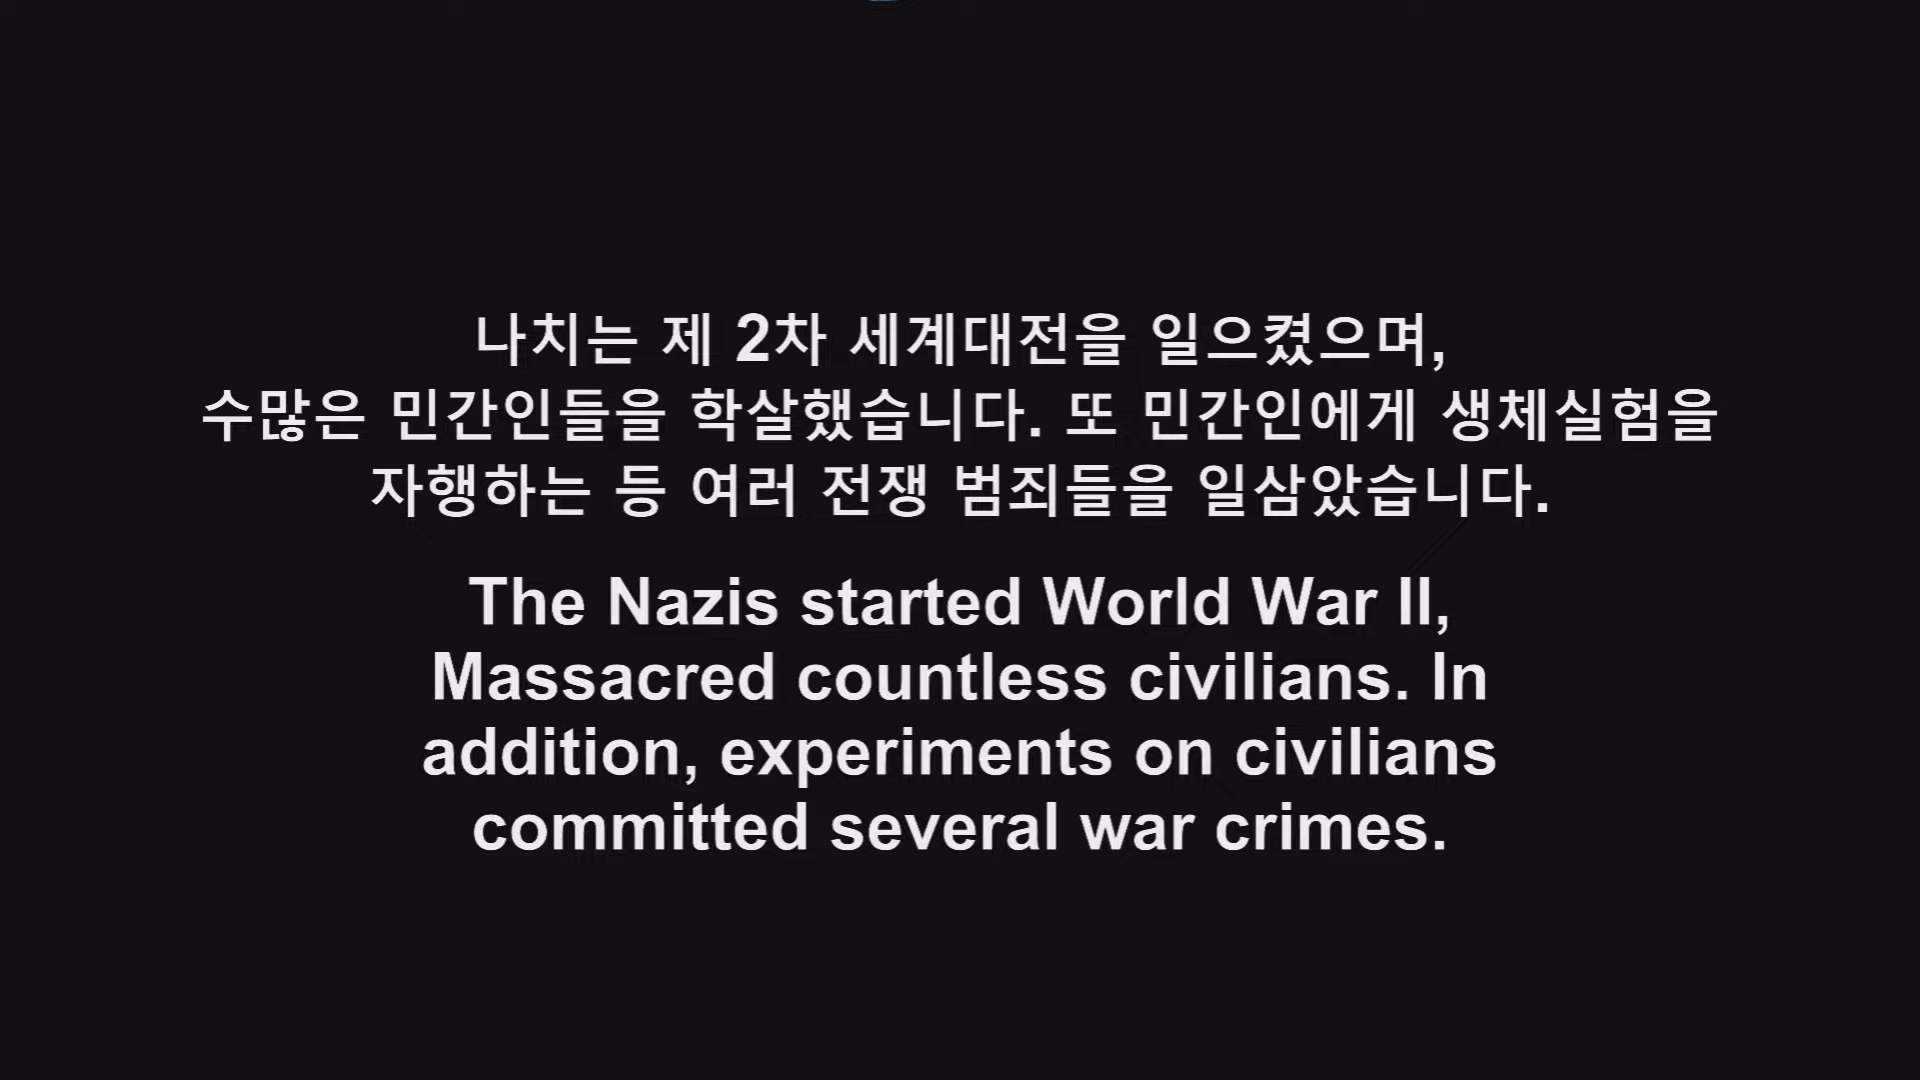 나치는 제 2차 세계대전을 일으켰으며,
수많은 민간인들을 학살했습니다. 또 민간인에게 생체실험을
자행하는 등 여러 전쟁 범죄들을 일삼았습니다.
The Nazis started World War II,
Massacred countless civilians. In
addition, experiments on civilians
committed several war crimes.